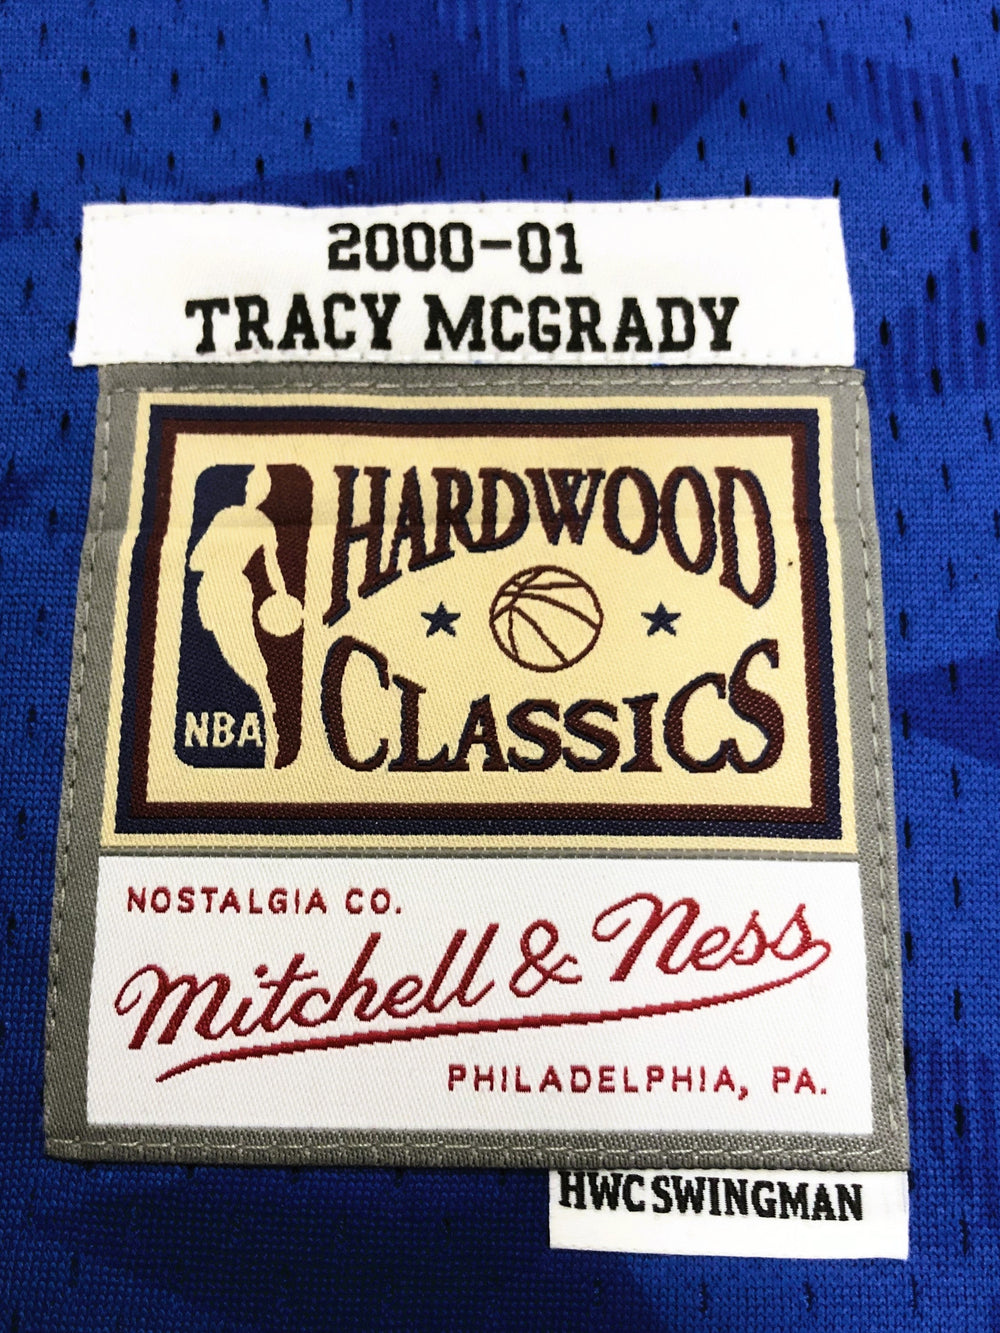 2000-01
TRACY MCGRADY
HARDWOOD
CLASSICS
NBA
NOSTALGIA CO.
Mitchell & Ness
PHILADELPHIA, PA.
HWC SWINGMAN